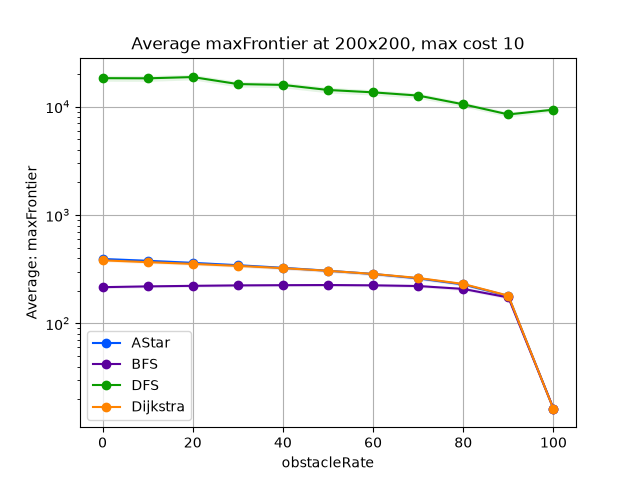 Average maxFrontier at 200x200, max cost 10
Average: maxFrontier
10^4
10^3
10^2
AStar
BFS
DFS
Dijkstra
0 20 40 60 80 100
obstacleRate